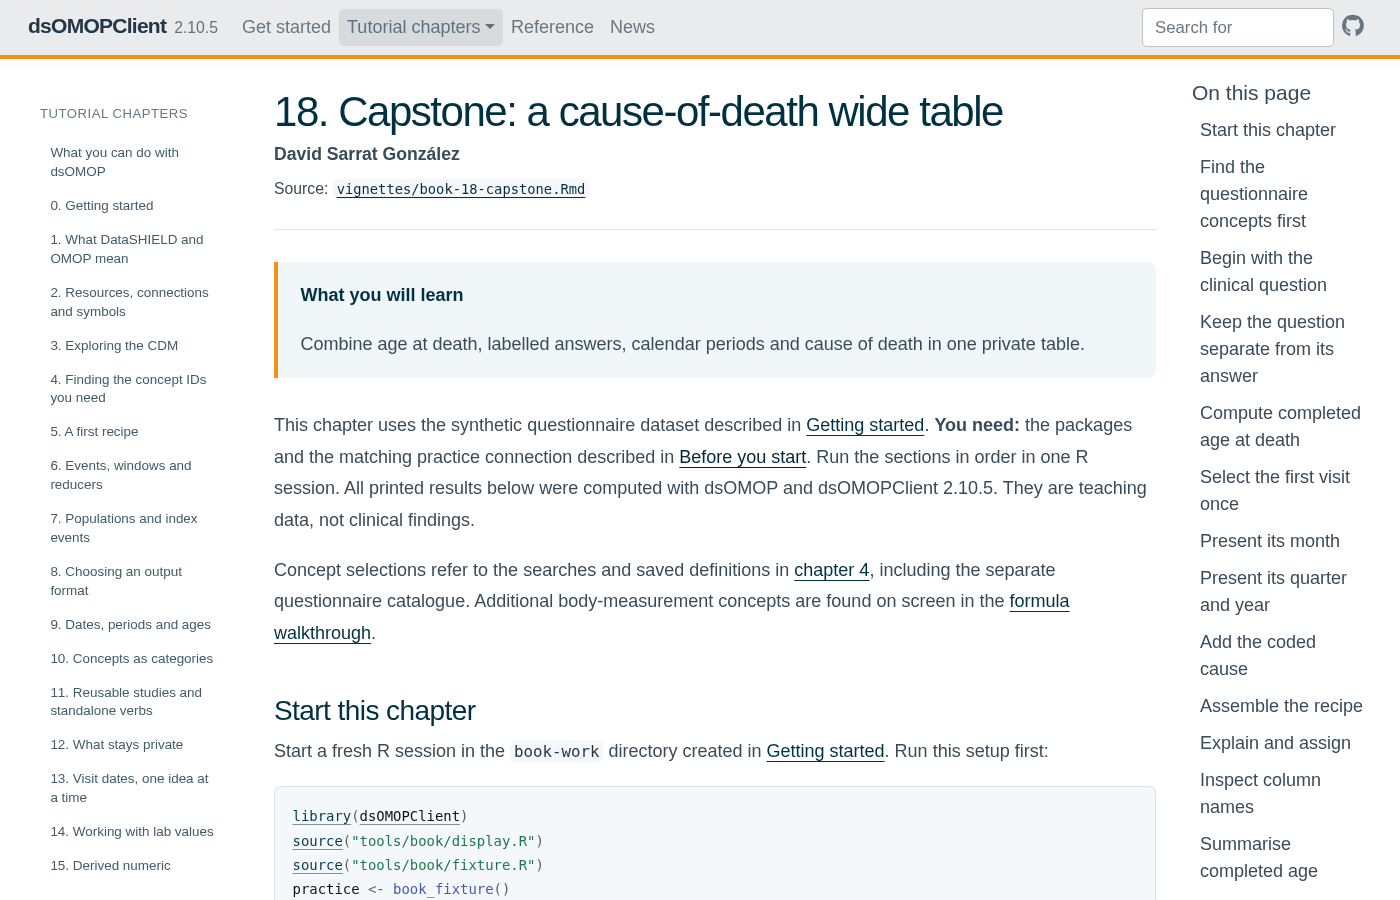 dsOMOPClient 2.10.5 Get started Tutorial chapters Reference News Search for
TUTORIAL CHAPTERS
What you can do with
dsOMOP
0. Getting started
1. What DataSHIELD and
OMOP mean
2. Resources, connections
and symbols
3. Exploring the CDM
4. Finding the concept IDs
you need
5. A first recipe
6. Events, windows and
reducers
7. Populations and index
events
8. Choosing an output
format
9. Dates, periods and ages
10. Concepts as categories
11. Reusable studies and
standalone verbs
12. What stays private
13. Visit dates, one idea at
a time
14. Working with lab values
15. Derived numeric
18. Capstone: a cause-of-death wide table
David Sarrat González
Source: vignettes/book-18-capstone.Rmd
What you will learn
Combine age at death, labelled answers, calendar periods and cause of death in one private table.
This chapter uses the synthetic questionnaire dataset described in Getting started. You need: the packages
and the matching practice connection described in Before you start. Run the sections in order in one R
session. All printed results below were computed with dsOMOP and dsOMOPClient 2.10.5. They are teaching
data, not clinical findings.
Concept selections refer to the searches and saved definitions in chapter 4, including the separate
questionnaire catalogue. Additional body-measurement concepts are found on screen in the formula
walkthrough.
Start this chapter
Start a fresh R session in the book-work directory created in Getting started. Run this setup first:
library(dsOMOPClient)
source("tools/book/display.R")
source("tools/book/fixture.R")
practice <- book_fixture()
On this page
Start this chapter
Find the
questionnaire
concepts first
Begin with the
clinical question
Keep the question
separate from its
answer
Compute completed
age at death
Select the first visit
once
Present its month
Present its quarter
and year
Add the coded
cause
Assemble the recipe
Explain and assign
Inspect column
names
Summarise
completed age